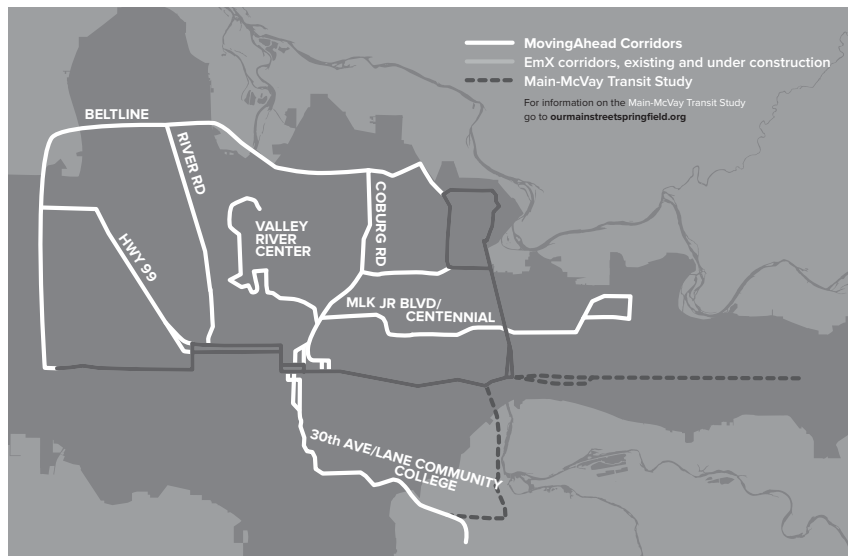 MovingAhead Corridors
EmX corridors, existing and under construction
Main-McVay Transit Study
For information on the Main-McVay Transit Study
go to ourmainstreetspringfield.org
BELTLINE
RIVER RD
COBURG RD
VALLEY
RIVER
CENTER
HWY 99
MLK JR BLVD/
CENTENNIAL
30th AVE/LANE COMMUNITY
COLLEGE